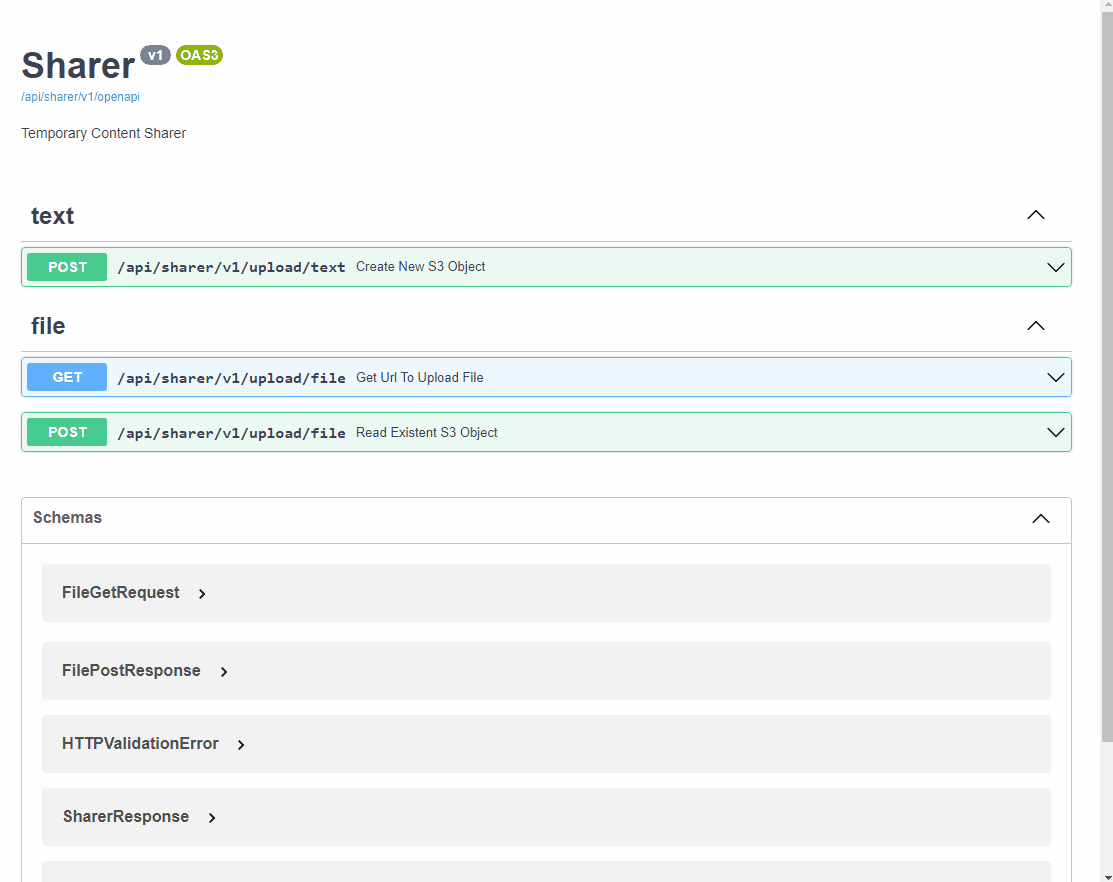 Sharer v1 OAS3
/api/sharer/v1/openapi
Temporary Content Sharer
text
POST /api/sharer/v1/upload/text Create New S3 Object
file
GET /api/sharer/v1/upload/file Get Url To Upload File
POST /api/sharer/v1/upload/file Read Existent S3 Object
Schemas
FileGetRequest
FilePostResponse
HTTPValidationError
SharerResponse